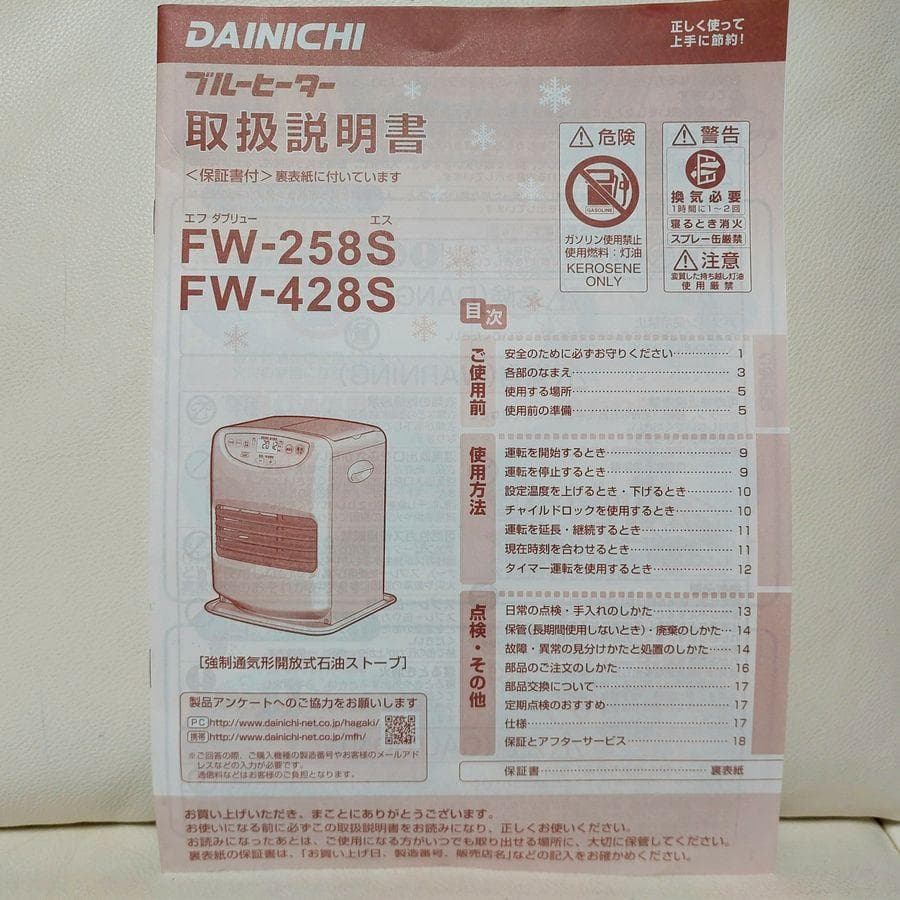 DAINICHI
正しく使って
上手に節約!
ブルーヒーター
取扱説明書
<保証書付>裏表紙に付いています
エフ ダブリュー エス
FW-258S
FW-428S
危険
GASOLINE
ガソリン使用禁止
使用燃料:灯油
KEROSENE
ONLY
警告
換気必要
1時間に1~2回
寝るとき消火
スプレー缶厳禁
注意
変質した持ち越し灯油
使用厳禁
目次
ご使用前
安全のために必ずお守りください 1
各部のなまえ 3
使用する場所 5
使用前の準備 5
使用方法
運転を開始するとき 9
運転を停止するとき 9
設定温度を上げるとき・下げるとき 10
チャイルドロックを使用するとき 10
運転を延長・継続するとき 11
現在時刻を合わせるとき 11
タイマー運転を使用するとき 12
点検・その他
日常の点検・手入れのしかた 13
保管(長期間使用しないとき)・廃棄のしかた 14
故障・異常の見分けかたと処置のしかた 14
部品のご注文のしかた 16
部品交換について 17
定期点検のおすすめ 17
仕様 17
保証とアフターサービス 18
保証書 裏表紙
[強制通気形開放式石油ストーブ]
製品アンケートへのご協力をお願いします
PC http://www.dainichi-net.co.jp/hagaki/
携帯 http://www.dainichi-net.co.jp/mfh/
※ご回答の際、ご購入機種の製造番号やお客様のメールアド
レスなどの入力が必要です。
通信料などはお客様のご負担となります。
お買い上げいただき、まことにありがとうございます。
お使いになる前に必ずこの取扱説明書をお読みになり、正しくお使いください。
お読みになったあとは、ご使用になる方がいつでも取り出せる場所に、大切に保管してください。
裏表紙の保証書は、「お買い上げ日、製造番号、販売店名」などの記入をお確かめください。